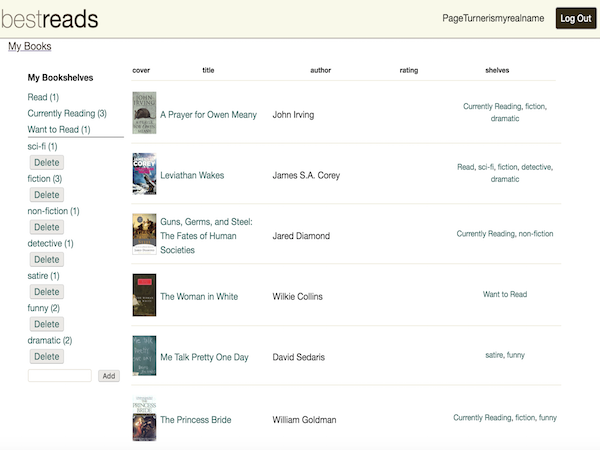 bestreads
PageTurnerismyrealname
Log Out
My Books
My Bookshelves
Read (1)
Currently Reading (3)
Want to Read (1)
sci-fi (1)
Delete
fiction (3)
Delete
non-fiction (1)
Delete
detective (1)
Delete
satire (1)
Delete
funny (2)
Delete
dramatic (2)
Delete
Add
cover title author rating shelves
JOHN
IRVING
A Prayer for Owen Meany
John Irving
Currently Reading, fiction,
dramatic
COREY
Leviathan Wakes
James S.A. Corey
Read, sci-fi, fiction, detective,
dramatic
Guns, Germs, and Steel:
The Fates of Human
Societies
Jared Diamond
Currently Reading, non-fiction
The Woman in White
Wilkie Collins
Want to Read
Me Talk Pretty One Day
David Sedaris
satire, funny
PRINCESS
BRIDE
The Princess Bride
William Goldman
Currently Reading, fiction, funny